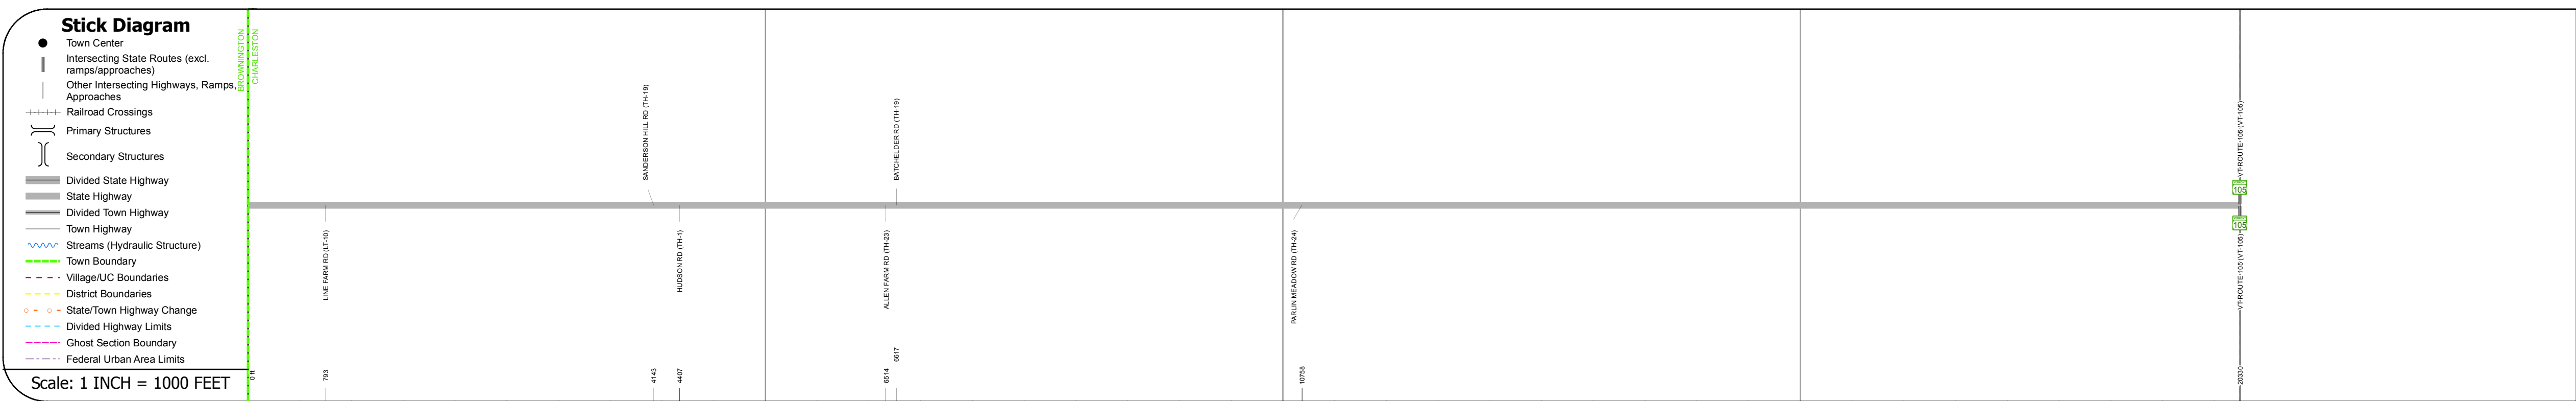 Stick Diagram
Town Center
Intersecting State Routes (excl.
ramps/approaches)
Other Intersecting Highways, Ramps,
Approaches
Railroad Crossings
Primary Structures
Secondary Structures
Divided State Highway
State Highway
Divided Town Highway
Town Highway
Streams (Hydraulic Structure)
Town Boundary
Village/UC Boundaries
District Boundaries
State/Town Highway Change
Divided Highway Limits
Ghost Section Boundary
Federal Urban Area Limits
Scale: 1 INCH = 1000 FEET
BROWNINGTON
CHARLESTON
0 ft
LINE FARM RD (LT-10)
793
SANDERSON HILL RD (TH-19)
4143
HUDSON RD (TH-1)
4407
ALLEN FARM RD (TH-23)
6514
BATCHELDER RD (TH-19)
6617
PARLIN MEADOW RD (TH-24)
10758
VT-ROUTE-105 (VT-105)
105
105
VT-ROUTE-105 (VT-105)
20330